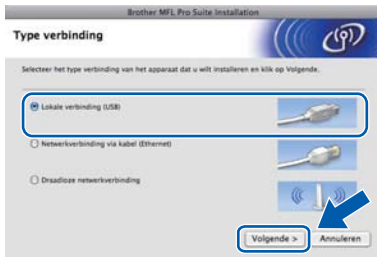 Brother MFL Pro Suite Installation
Type verbinding
Selecteer het type verbinding van het apparaat dat u wilt installeren en klik op Volgende.
Lokale verbinding (USB)
Netwerkverbinding via kabel (Ethernet)
Draadloze netwerkverbinding
Volgende > Annuleren